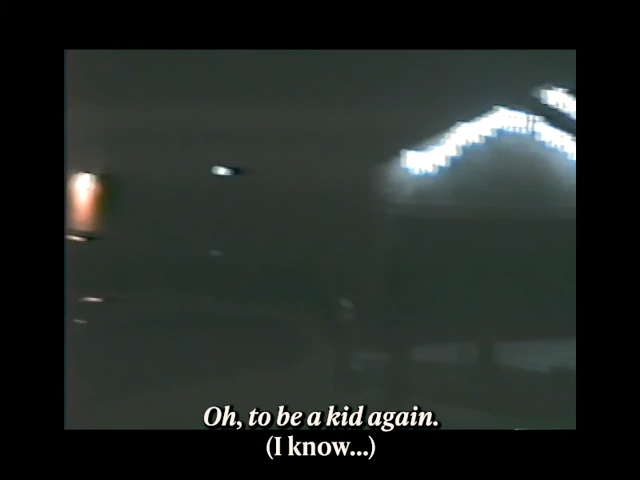 Oh, to be a kid again.
(I know...)